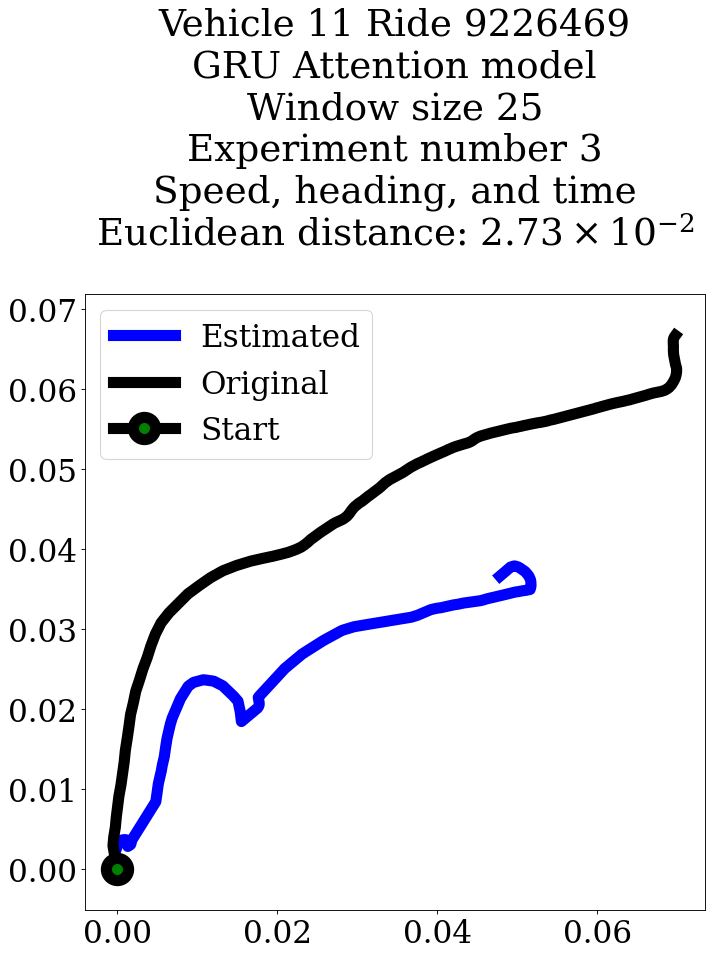 Vehicle 11 Ride 9226469
GRU Attention model
Window size 25
Experiment number 3
Speed, heading, and time
Euclidean distance: 2.73 × 10⁻²
0.07
Estimated
0.06
Original
Start
0.05
0.04
0.03
0.02
0.01
0.00
0.00 0.02 0.04 0.06